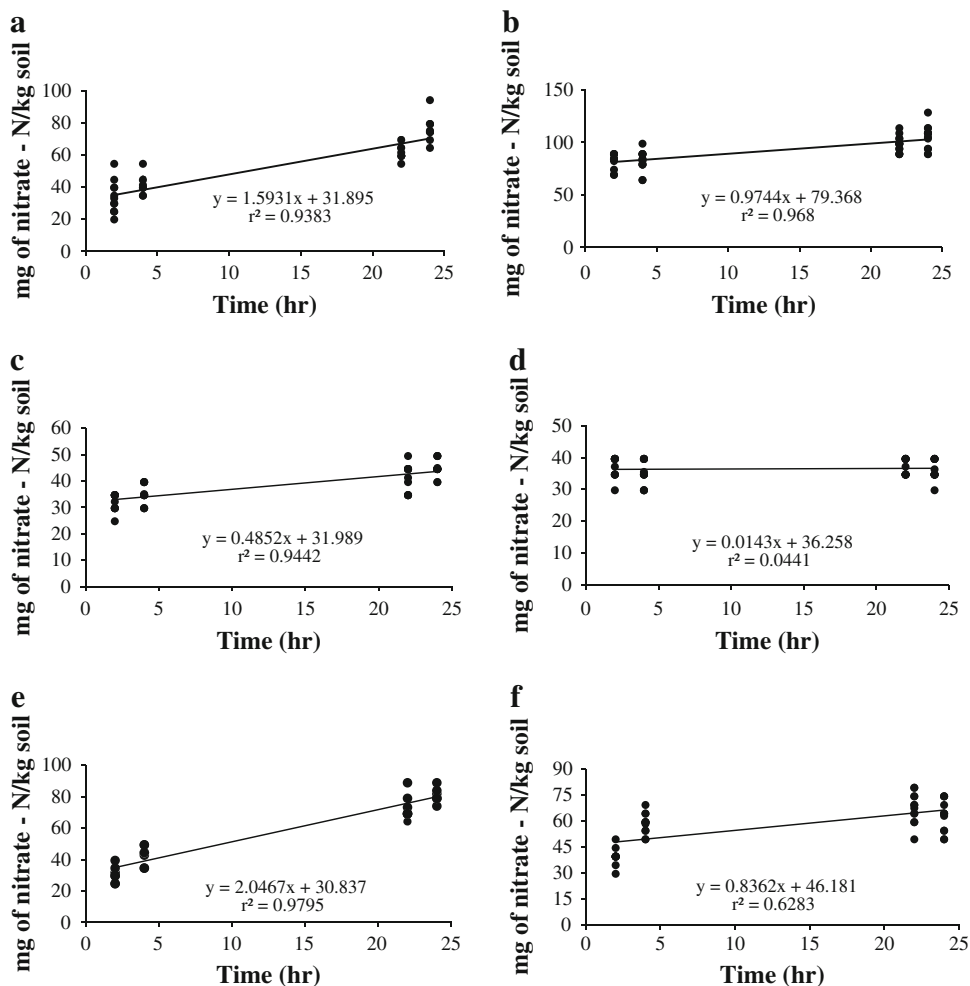 a
mg of nitrate - N/kg soil
100
80
60
40
20
0
y = 1.5931x + 31.895
r² = 0.9383
0 5 10 15 20 25
Time (hr)
b
mg of nitrate - N/kg soil
150
100
50
0
y = 0.9744x + 79.368
r² = 0.968
0 5 10 15 20 25
Time (hr)
c
mg of nitrate - N/kg soil
60
50
40
30
20
10
0
y = 0.4852x + 31.989
r² = 0.9442
0 5 10 15 20 25
Time (hr)
d
mg of nitrate - N/kg soil
50
40
30
20
10
0
y = 0.0143x + 36.258
r² = 0.0441
0 5 10 15 20 25
Time (hr)
e
mg of nitrate - N/kg soil
100
80
60
40
20
0
y = 2.0467x + 30.837
r² = 0.9795
0 5 10 15 20 25
Time (hr)
f
mg of nitrate - N/kg soil
90
75
60
45
30
15
0
y = 0.8362x + 46.181
r² = 0.6283
0 5 10 15 20 25
Time (hr)